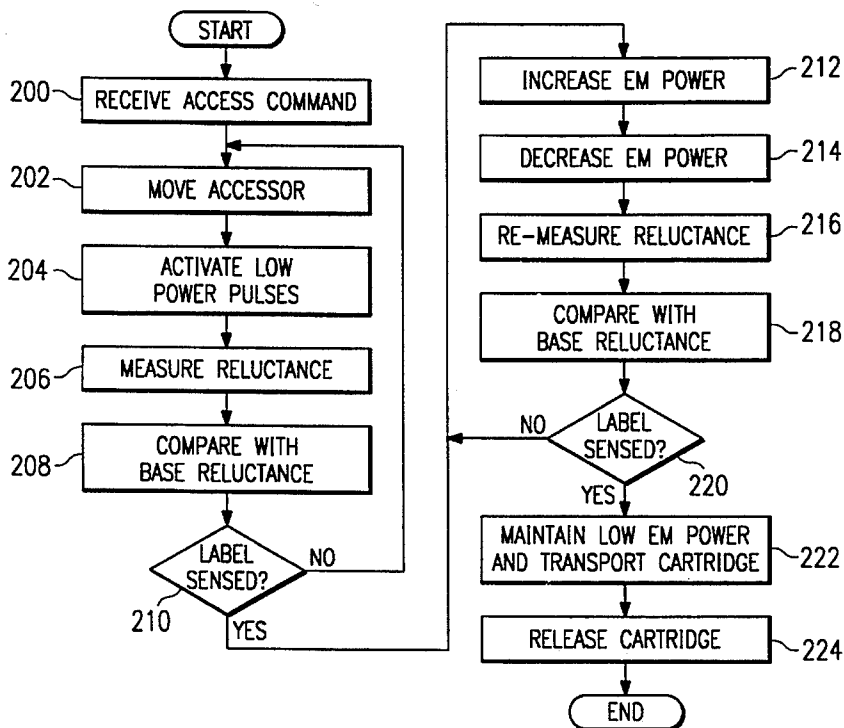 START
200
RECEIVE ACCESS COMMAND
202
MOVE ACCESSOR
204
ACTIVATE LOW
POWER PULSES
206
MEASURE RELUCTANCE
208
COMPARE WITH
BASE RELUCTANCE
LABEL
SENSED?
NO
210
YES
INCREASE EM POWER
212
DECREASE EM POWER
214
RE-MEASURE RELUCTANCE
216
COMPARE WITH
BASE RELUCTANCE
218
NO
LABEL
SENSED?
220
YES
MAINTAIN LOW EM POWER
AND TRANSPORT CARTRIDGE
222
RELEASE CARTRIDGE
224
END